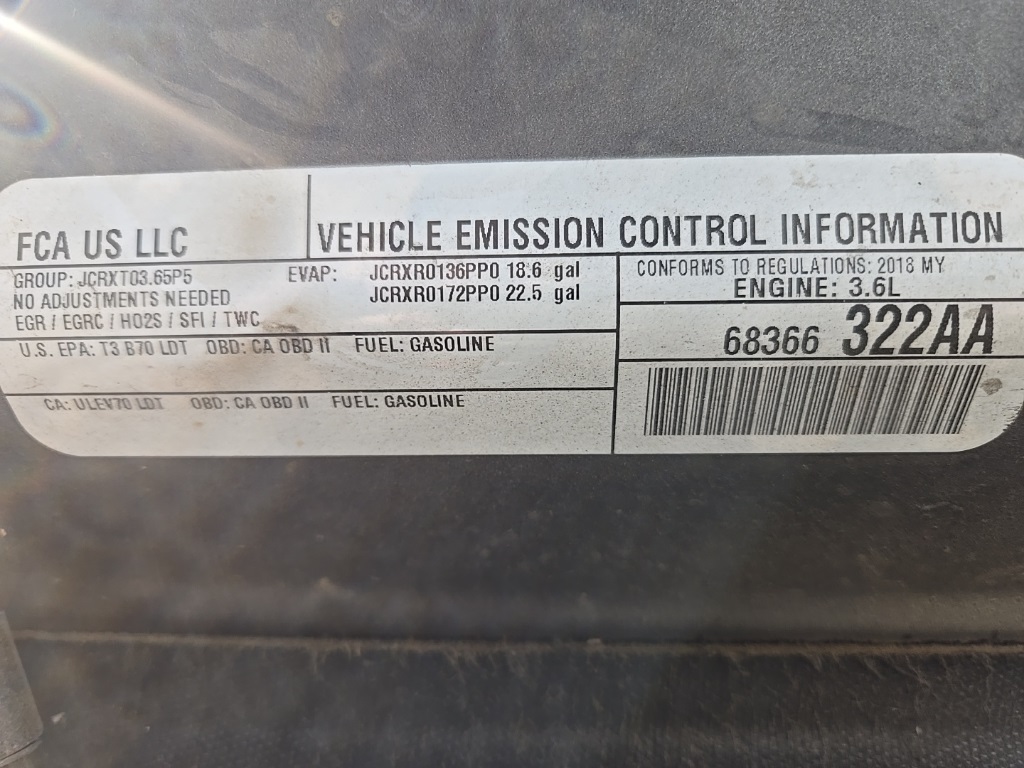 FCA US LLC
VEHICLE EMISSION CONTROL INFORMATION
GROUP: JCRXT03.65P5
NO ADJUSTMENTS NEEDED
EGR / EGRC / HO2S / SFI / TWC
EVAP: JCRXR0136PP0 18.6 gal
JCRXR0172PP0 22.5 gal
CONFORMS TO REGULATIONS: 2018 MY
ENGINE: 3.6L
U.S. EPA: T3 B70 LDT OBD: CA OBD II FUEL: GASOLINE
CA: ULEV70 LDT OBD: CA OBD II FUEL: GASOLINE
68366 322AA